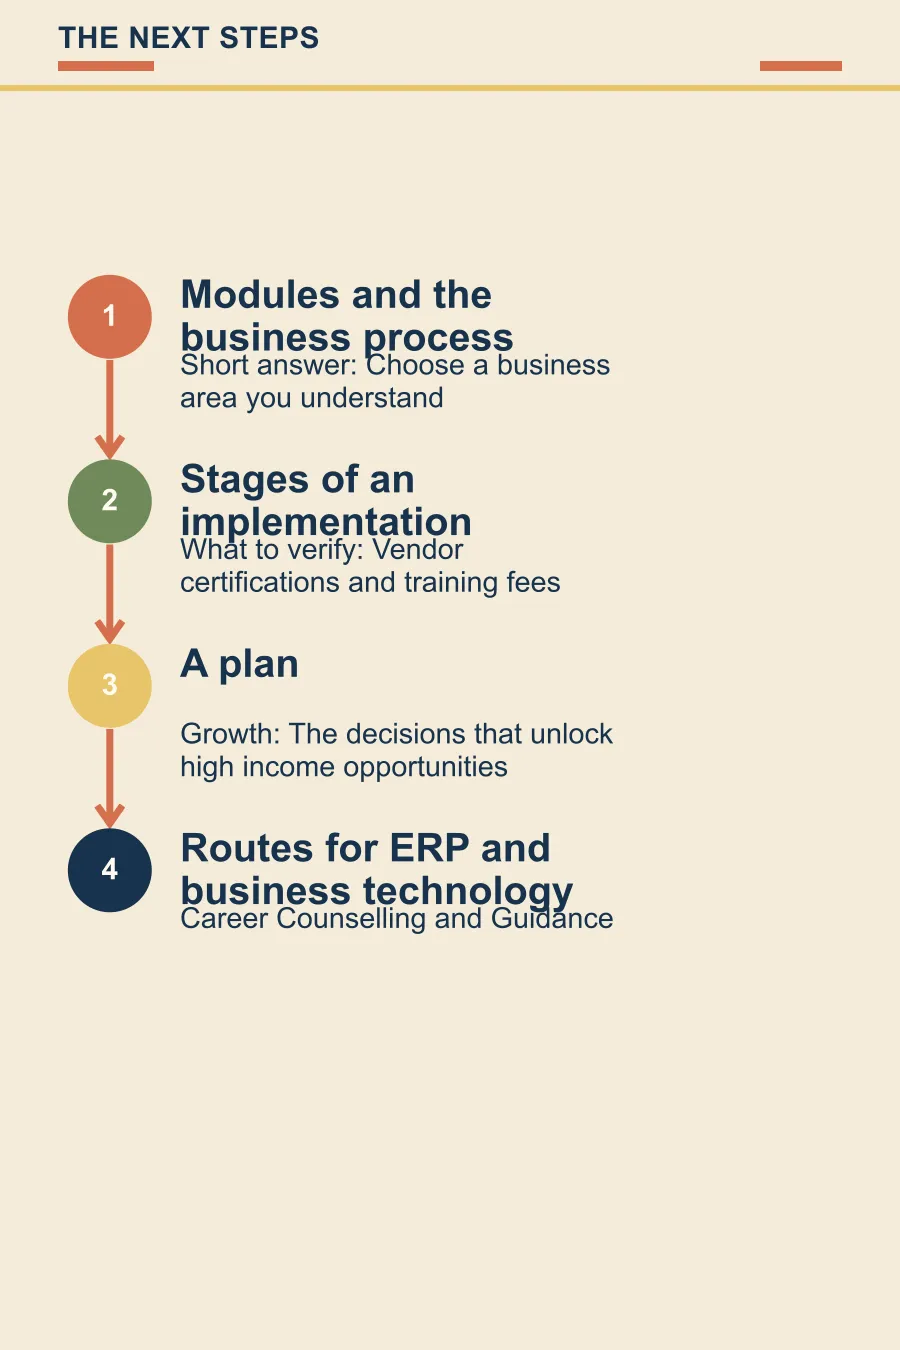 THE NEXT STEPS
1
Modules and the
business process
Short answer: Choose a business
area you understand
2
Stages of an
implementation
What to verify: Vendor
certifications and training fees
3
A plan
Growth: The decisions that unlock
high income opportunities
4
Routes for ERP and
business technology
Career Counselling and Guidance